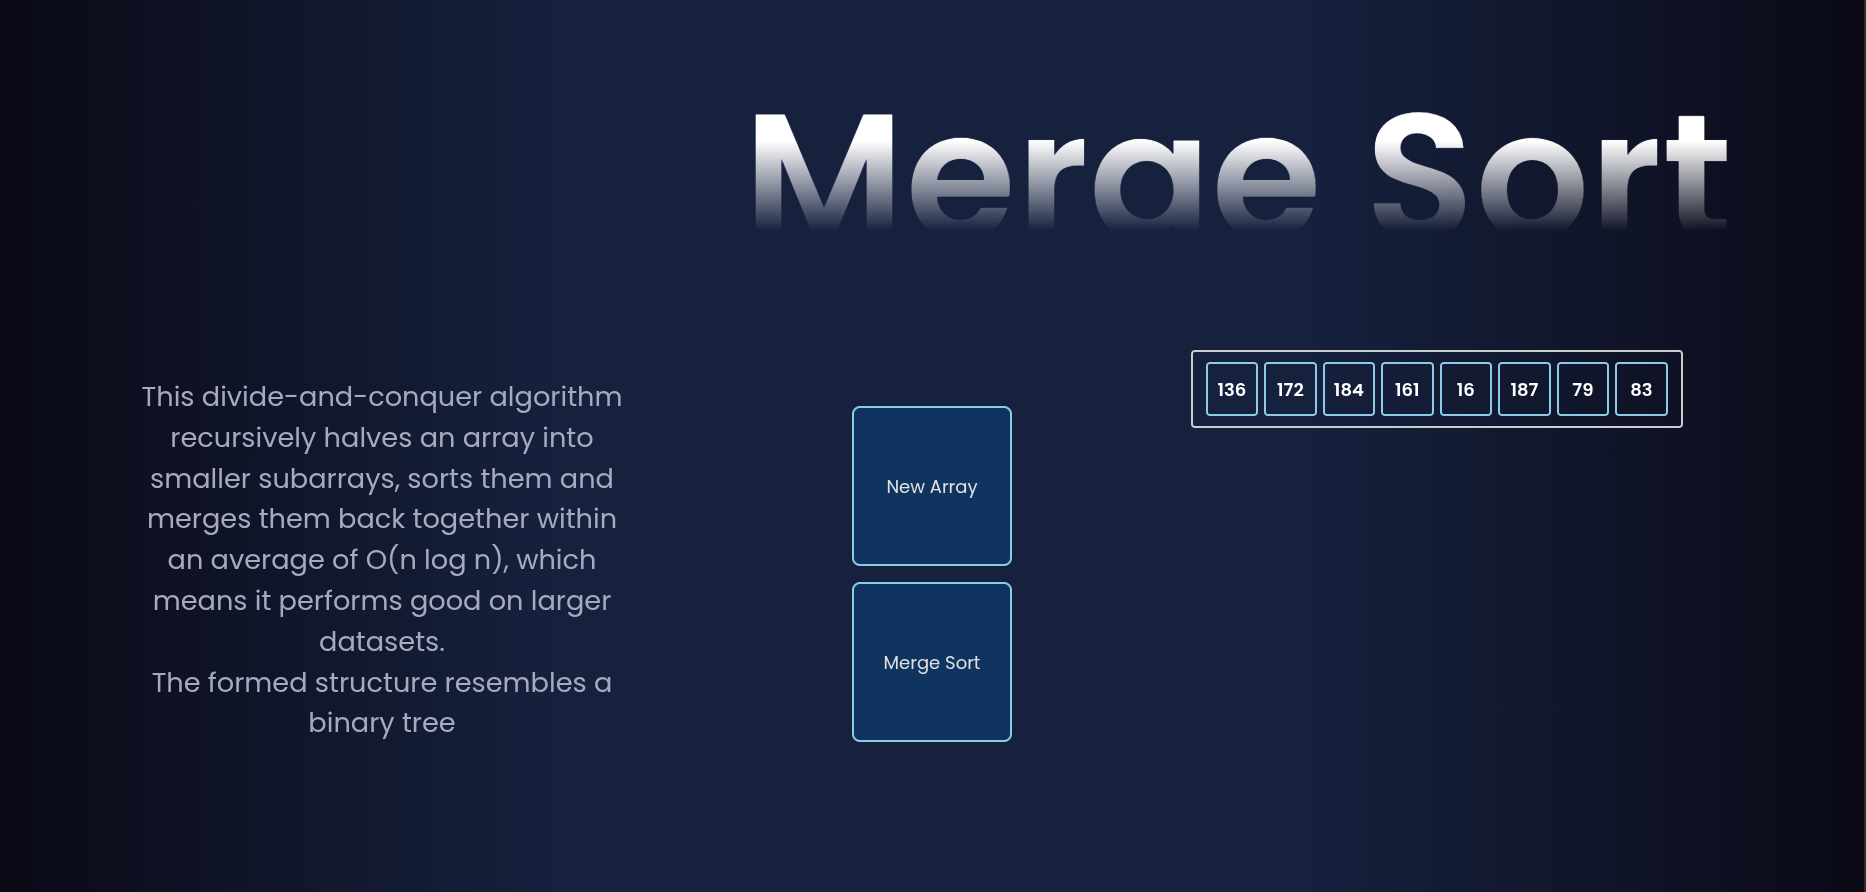 Merge Sort
This divide-and-conquer algorithm
recursively halves an array into
smaller subarrays, sorts them and
merges them back together within
an average of O(n log n), which
means it performs good on larger
datasets.
The formed structure resembles a
binary tree
New Array
Merge Sort
136 172 184 161 16 187 79 83